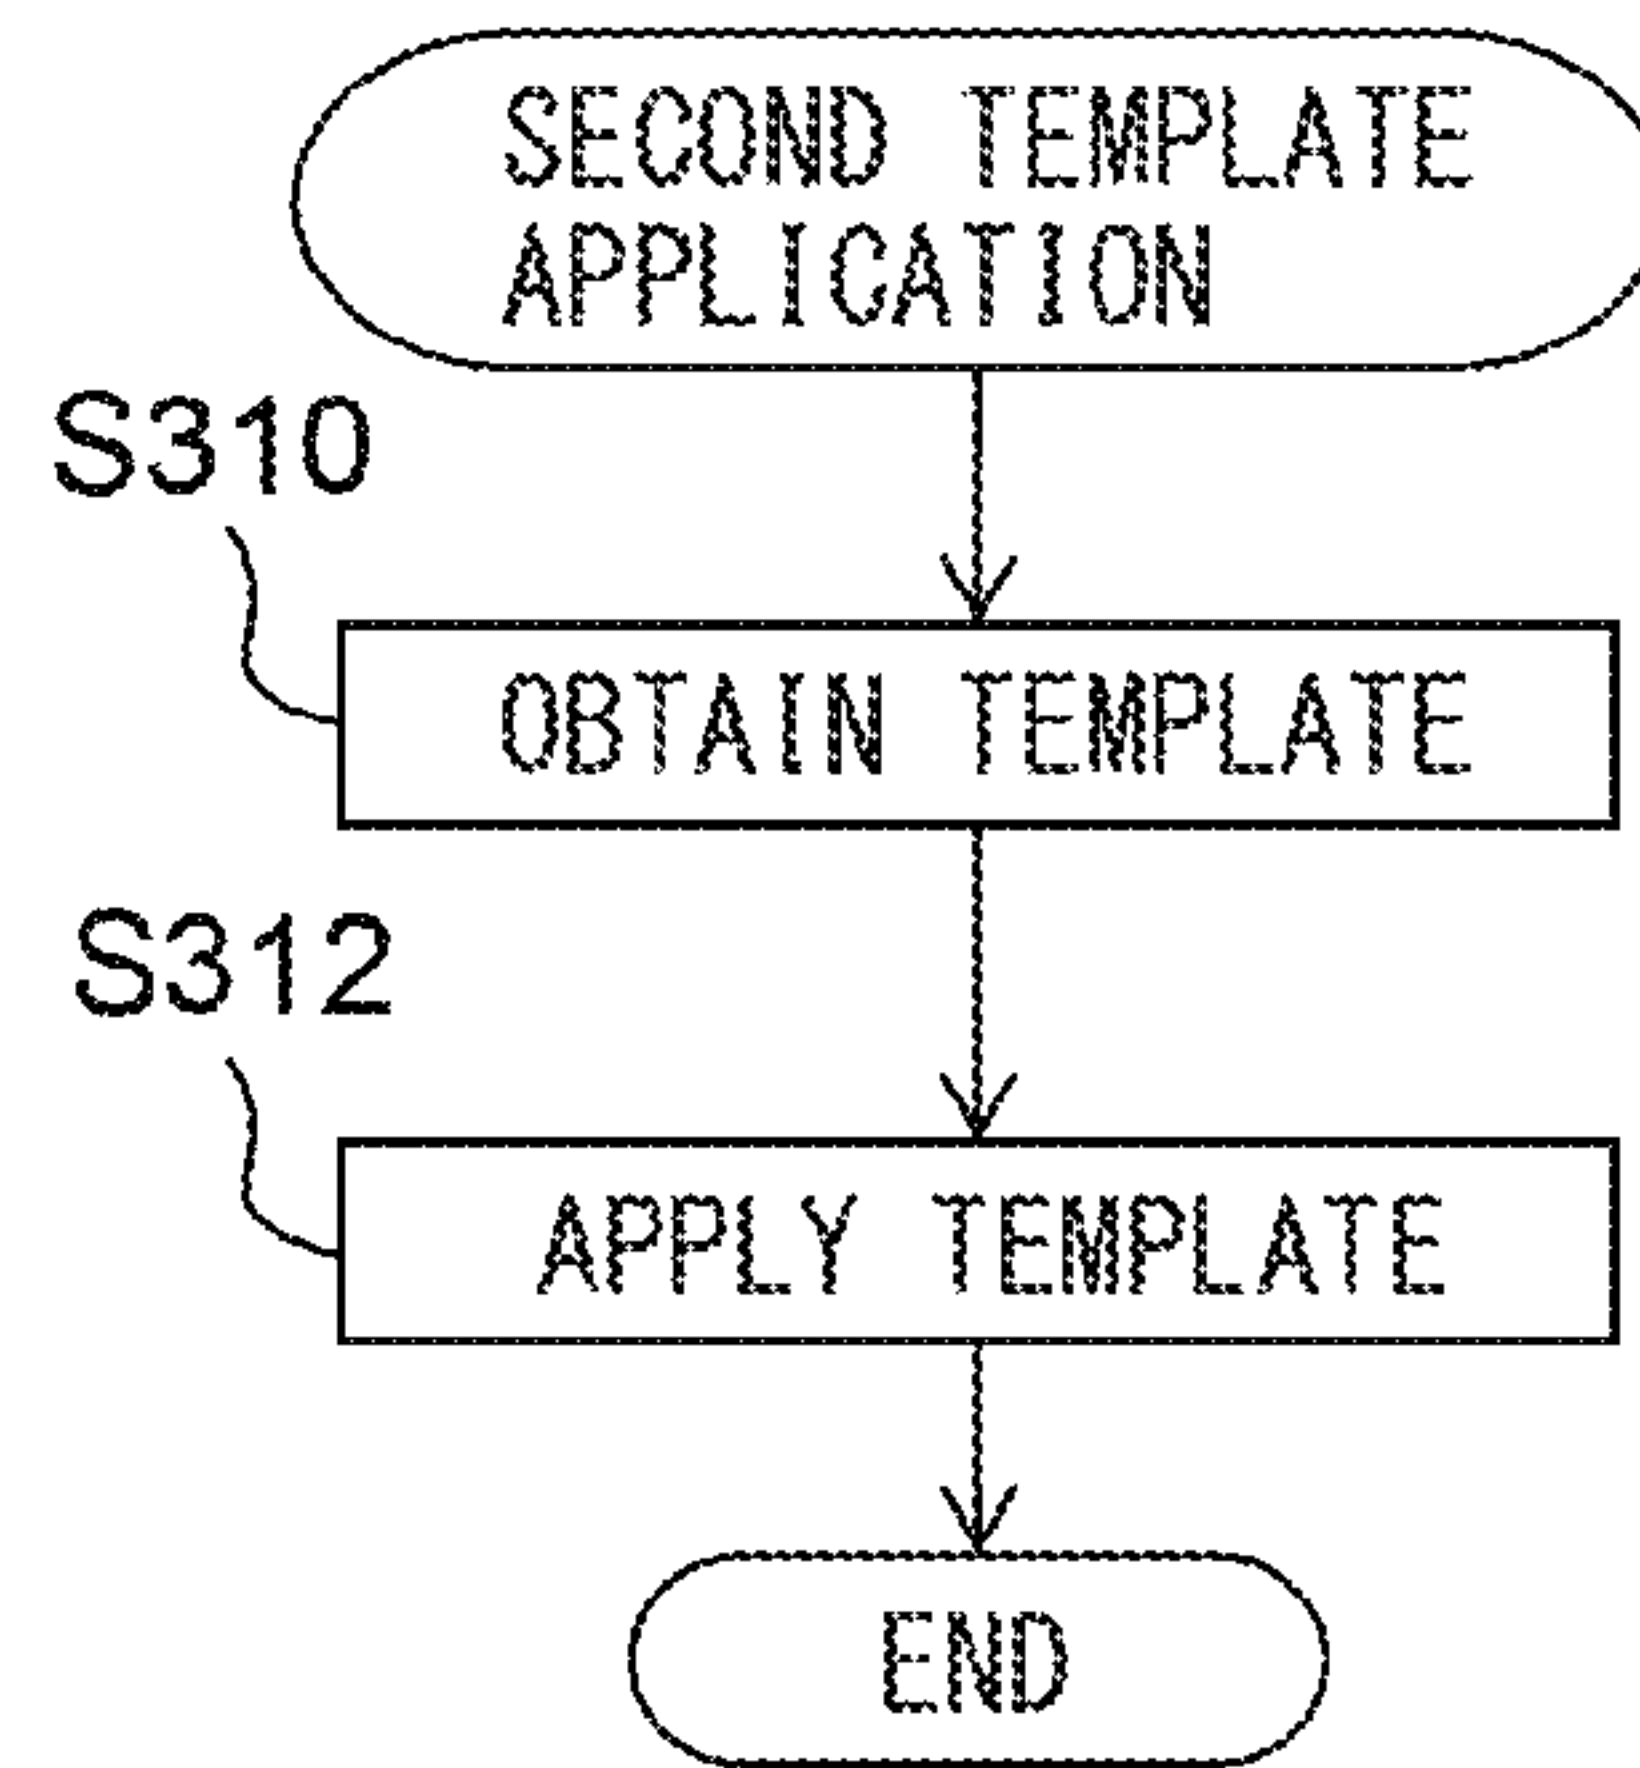 SECOND TEMPLATE
APPLICATION
S310
OBTAIN TEMPLATE
S312
APPLY TEMPLATE
END